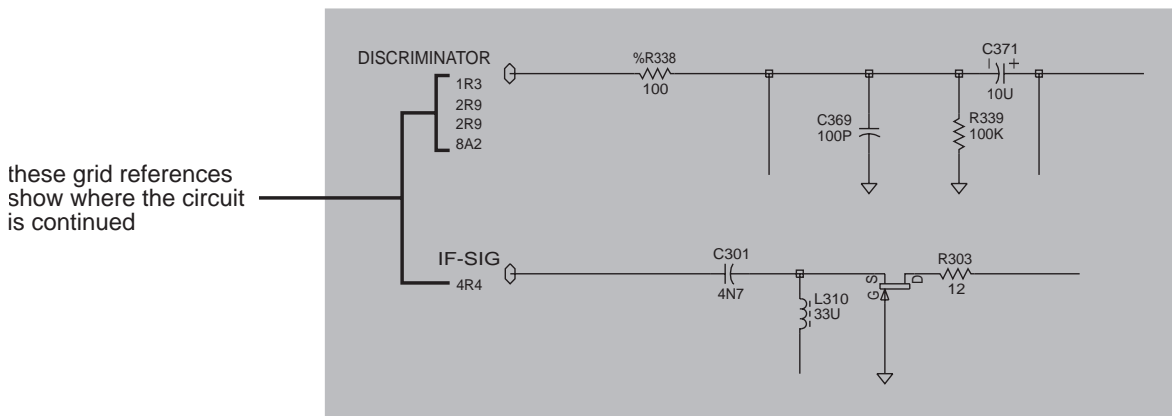 DISCRIMINATOR
1R3
2R9
2R9
8A2
%R338
100
C371
10U
C369
100P
R339
100K
these grid references
show where the circuit
is continued
IF-SIG
4R4
C301
4N7
L310
33U
G
S
D
R303
12